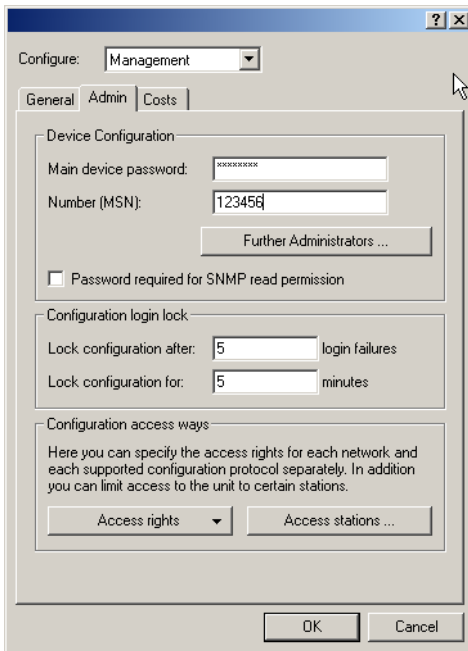 Configure: Management
General Admin Costs
Device Configuration
Main device password: ********
Number (MSN): 123456
Further Administrators ...
Password required for SNMP read permission
Configuration login lock
Lock configuration after: 5 login failures
Lock configuration for: 5 minutes
Configuration access ways
Here you can specify the access rights for each network and
each supported configuration protocol separately. In addition
you can limit access to the unit to certain stations.
Access rights Access stations ...
OK Cancel